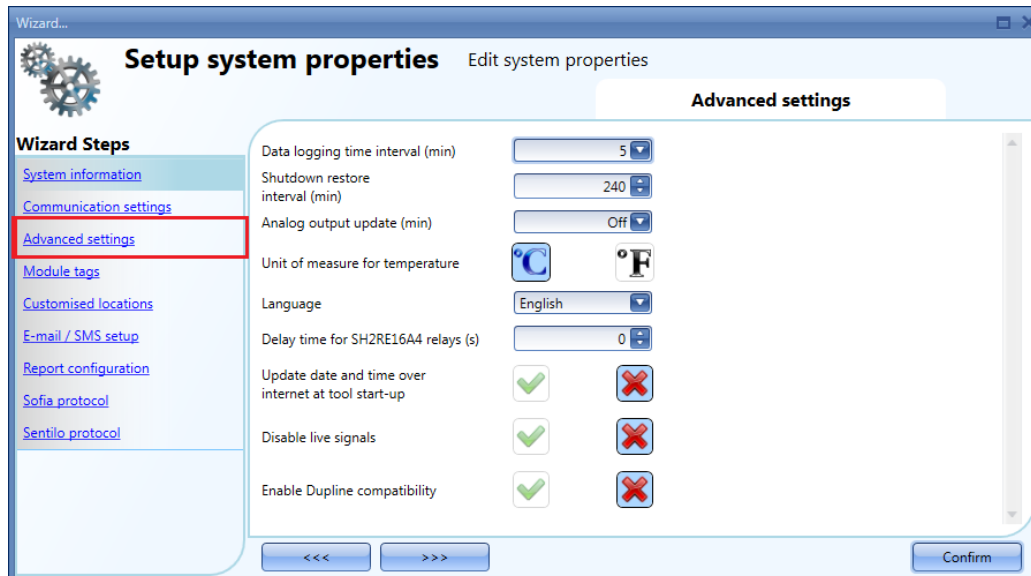 Wizard...
Setup system properties
Edit system properties
Advanced settings
Wizard Steps
System information
Communication settings
Advanced settings
Module tags
Customised locations
E-mail / SMS setup
Report configuration
Sofia protocol
Sentilo protocol
Data logging time interval (min)
5
Shutdown restore
interval (min)
240
Analog output update (min)
Off
Unit of measure for temperature
°C
°F
Language
English
Delay time for SH2RE16A4 relays (s)
0
Update date and time over
internet at tool start-up
Disable live signals
Enable Dupline compatibility
<<<
>>>
Confirm